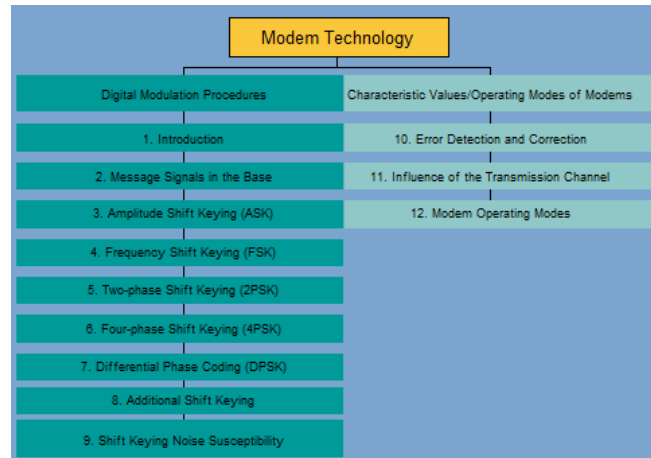 Modem Technology
Digital Modulation Procedures
1. Introduction
2. Message Signals in the Base
3. Amplitude Shift Keying (ASK)
4. Frequency Shift Keying (FSK)
5. Two-phase Shift Keying (2PSK)
6. Four-phase Shift Keying (4PSK)
7. Differential Phase Coding (DPSK)
8. Additional Shift Keying
9. Shift Keying Noise Susceptibility
Characteristic Values/Operating Modes of Modems
10. Error Detection and Correction
11. Influence of the Transmission Channel
12. Modem Operating Modes